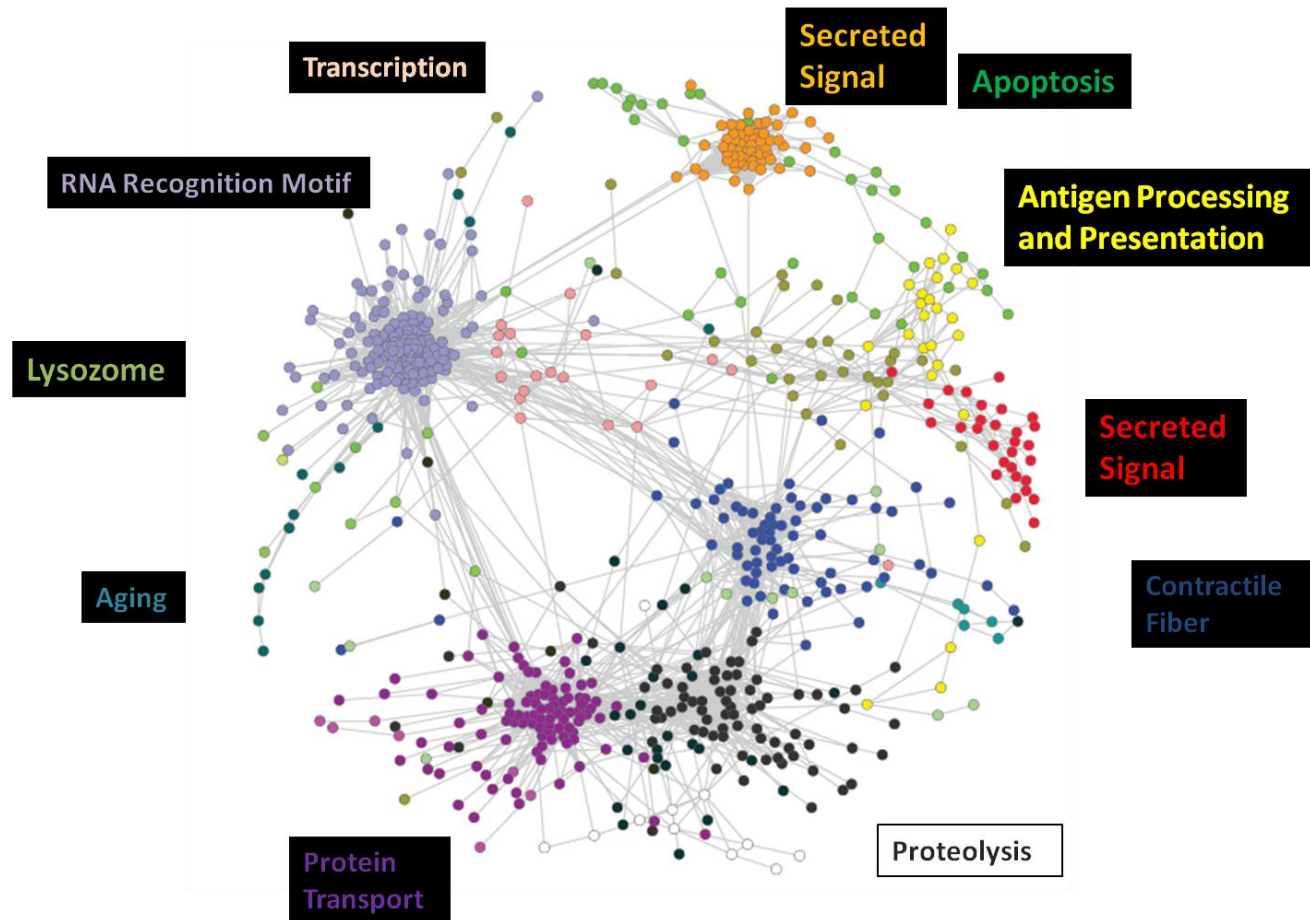 Transcription
Secreted
Signal
Apoptosis
RNA Recognition Motif
Antigen Processing
and Presentation
Lysozome
Secreted
Signal
Aging
Contractile
Fiber
Proteolysis
Protein
Transport